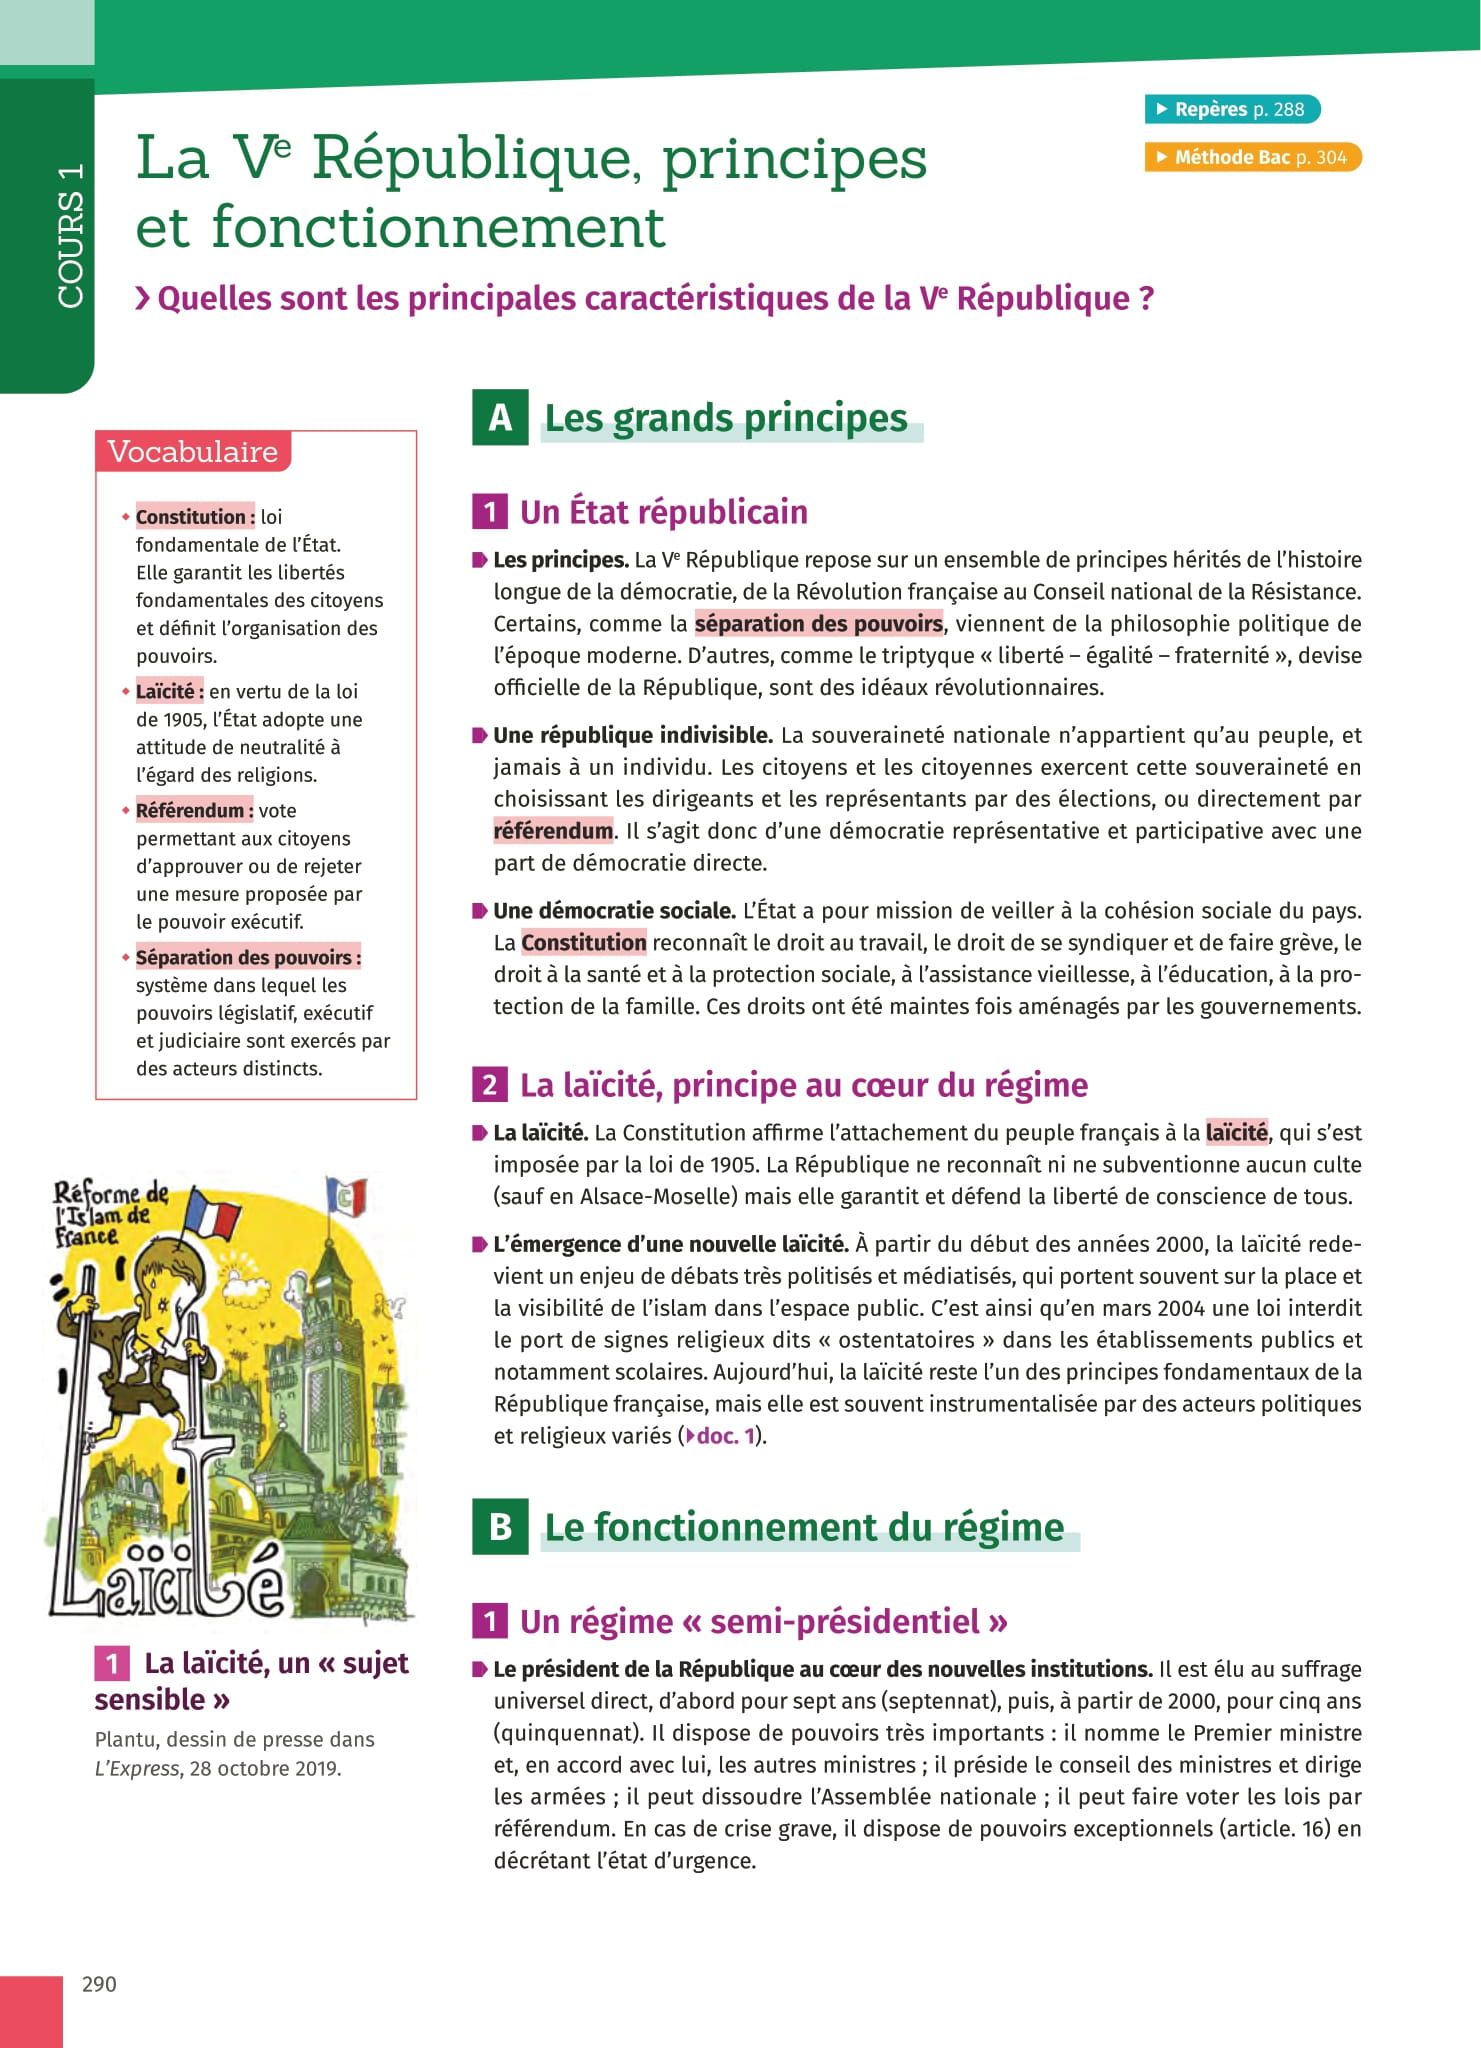 COURS 1
▶ Repères p. 288
▶ Méthode Bac p. 304
La Vᵉ République, principes
et fonctionnement
❯ Quelles sont les principales caractéristiques de la Vᵉ République ?
Vocabulaire
• Constitution : loi
fondamentale de l’État.
Elle garantit les libertés
fondamentales des citoyens
et définit l’organisation des
pouvoirs.
• Laïcité : en vertu de la loi
de 1905, l’État adopte une
attitude de neutralité à
l’égard des religions.
• Référendum : vote
permettant aux citoyens
d’approuver ou de rejeter
une mesure proposée par
le pouvoir exécutif.
• Séparation des pouvoirs :
système dans lequel les
pouvoirs législatif, exécutif
et judiciaire sont exercés par
des acteurs distincts.
Réforme de
l’Islam de
France
C
Laïcité
Plantu
1 La laïcité, un « sujet
sensible »
Plantu, dessin de presse dans
L’Express, 28 octobre 2019.
A Les grands principes
1 Un État républicain
Les principes. La Vᵉ République repose sur un ensemble de principes hérités de l’histoire
longue de la démocratie, de la Révolution française au Conseil national de la Résistance.
Certains, comme la séparation des pouvoirs, viennent de la philosophie politique de
l’époque moderne. D’autres, comme le triptyque « liberté – égalité – fraternité », devise
officielle de la République, sont des idéaux révolutionnaires.
Une république indivisible. La souveraineté nationale n’appartient qu’au peuple, et
jamais à un individu. Les citoyens et les citoyennes exercent cette souveraineté en
choisissant les dirigeants et les représentants par des élections, ou directement par
référendum. Il s’agit donc d’une démocratie représentative et participative avec une
part de démocratie directe.
Une démocratie sociale. L’État a pour mission de veiller à la cohésion sociale du pays.
La Constitution reconnaît le droit au travail, le droit de se syndiquer et de faire grève, le
droit à la santé et à la protection sociale, à l’assistance vieillesse, à l’éducation, à la pro-
tection de la famille. Ces droits ont été maintes fois aménagés par les gouvernements.
2 La laïcité, principe au cœur du régime
La laïcité. La Constitution affirme l’attachement du peuple français à la laïcité, qui s’est
imposée par la loi de 1905. La République ne reconnaît ni ne subventionne aucun culte
(sauf en Alsace-Moselle) mais elle garantit et défend la liberté de conscience de tous.
L’émergence d’une nouvelle laïcité. À partir du début des années 2000, la laïcité rede-
vient un enjeu de débats très politisés et médiatisés, qui portent souvent sur la place et
la visibilité de l’islam dans l’espace public. C’est ainsi qu’en mars 2004 une loi interdit
le port de signes religieux dits « ostentatoires » dans les établissements publics et
notamment scolaires. Aujourd’hui, la laïcité reste l’un des principes fondamentaux de la
République française, mais elle est souvent instrumentalisée par des acteurs politiques
et religieux variés (▶doc. 1).
B Le fonctionnement du régime
1 Un régime « semi-présidentiel »
Le président de la République au cœur des nouvelles institutions. Il est élu au suffrage
universel direct, d’abord pour sept ans (septennat), puis, à partir de 2000, pour cinq ans
(quinquennat). Il dispose de pouvoirs très importants : il nomme le Premier ministre
et, en accord avec lui, les autres ministres ; il préside le conseil des ministres et dirige
les armées ; il peut dissoudre l’Assemblée nationale ; il peut faire voter les lois par
référendum. En cas de crise grave, il dispose de pouvoirs exceptionnels (article. 16) en
décrétant l’état d’urgence.
290